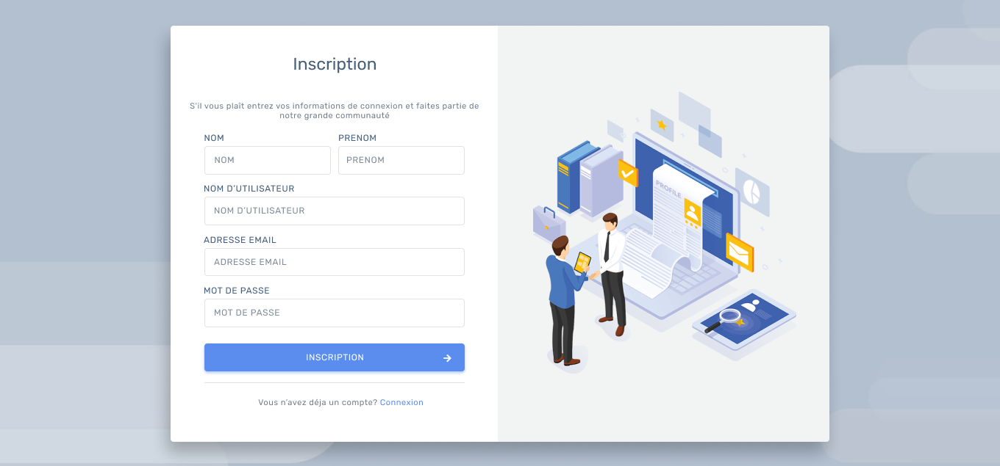 Inscription
S'il vous plaît entrez vos informations de connexion et faites partie de
notre grande communauté
NOM
PRENOM
NOM
PRENOM
NOM D'UTILISATEUR
NOM D'UTILISATEUR
ADRESSE EMAIL
ADRESSE EMAIL
MOT DE PASSE
MOT DE PASSE
INSCRIPTION
Vous n'avez déja un compte? Connexion
PROFILE